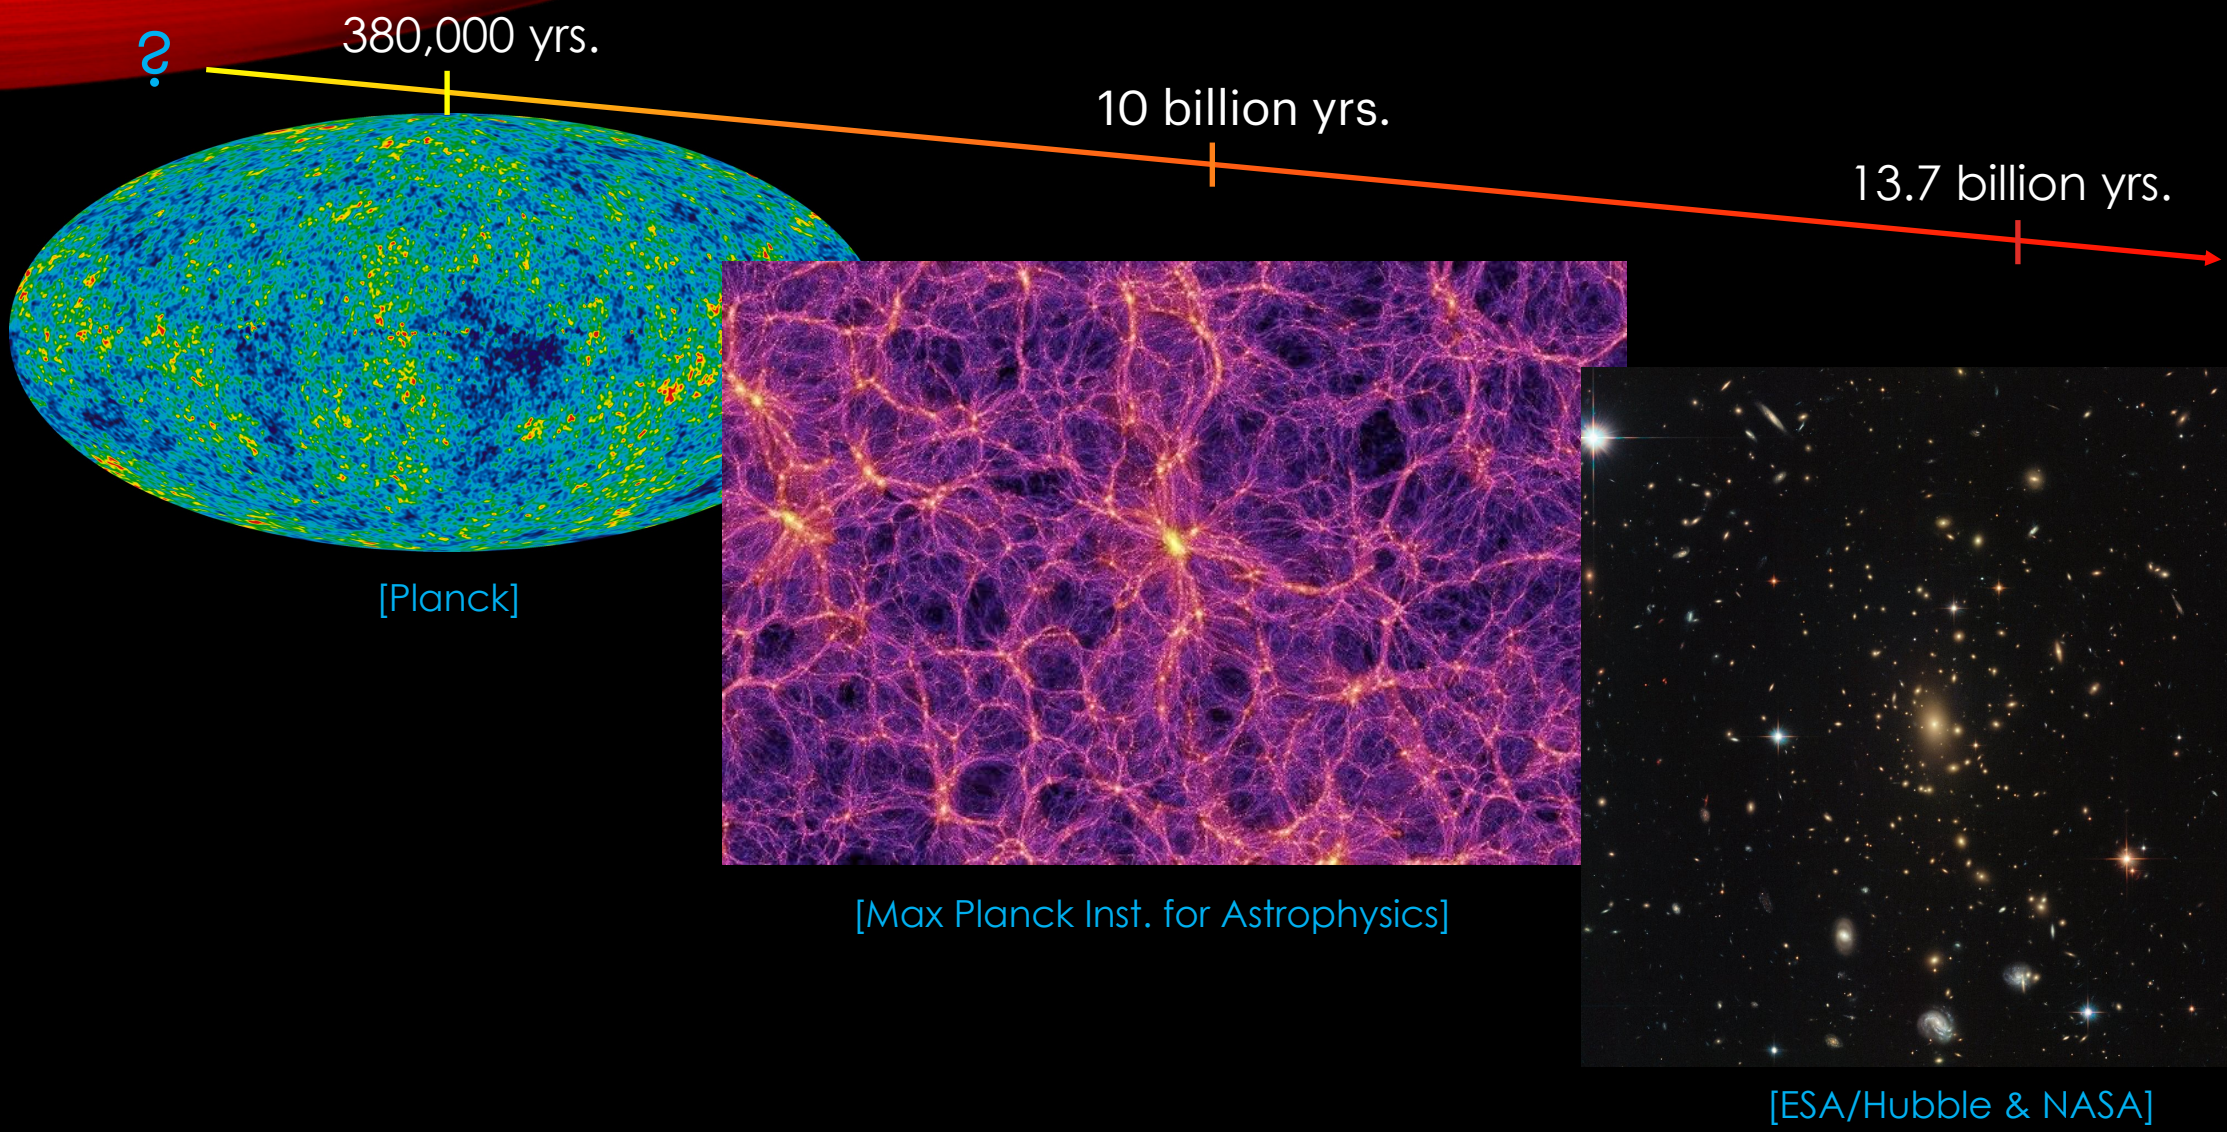 ?
380,000 yrs.
10 billion yrs.
13.7 billion yrs.
[Planck]
[Max Planck Inst. for Astrophysics]
[ESA/Hubble & NASA]